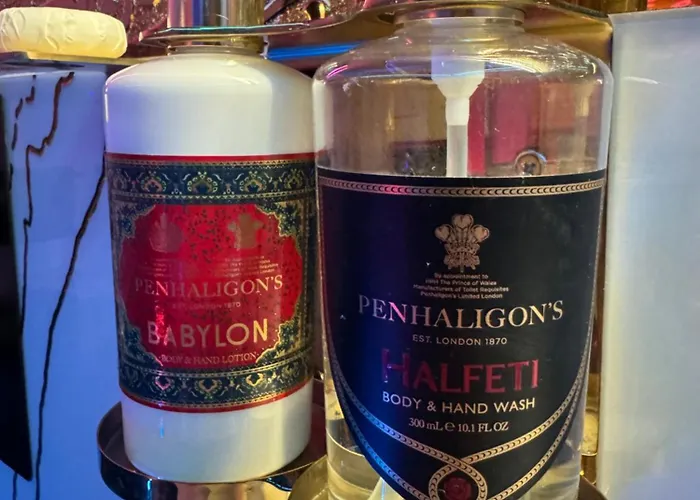 PENHALIGON'S
EST. LONDON 1870
BABYLON
BODY & HAND LOTION
By appointment to
HRH The Prince of Wales
Manufacturers of Toilet Requisites
Penhaligon's Limited London
PENHALIGON'S
EST. LONDON 1870
HALFETI
BODY & HAND WASH
300 mL ℮ 10.1 FL OZ